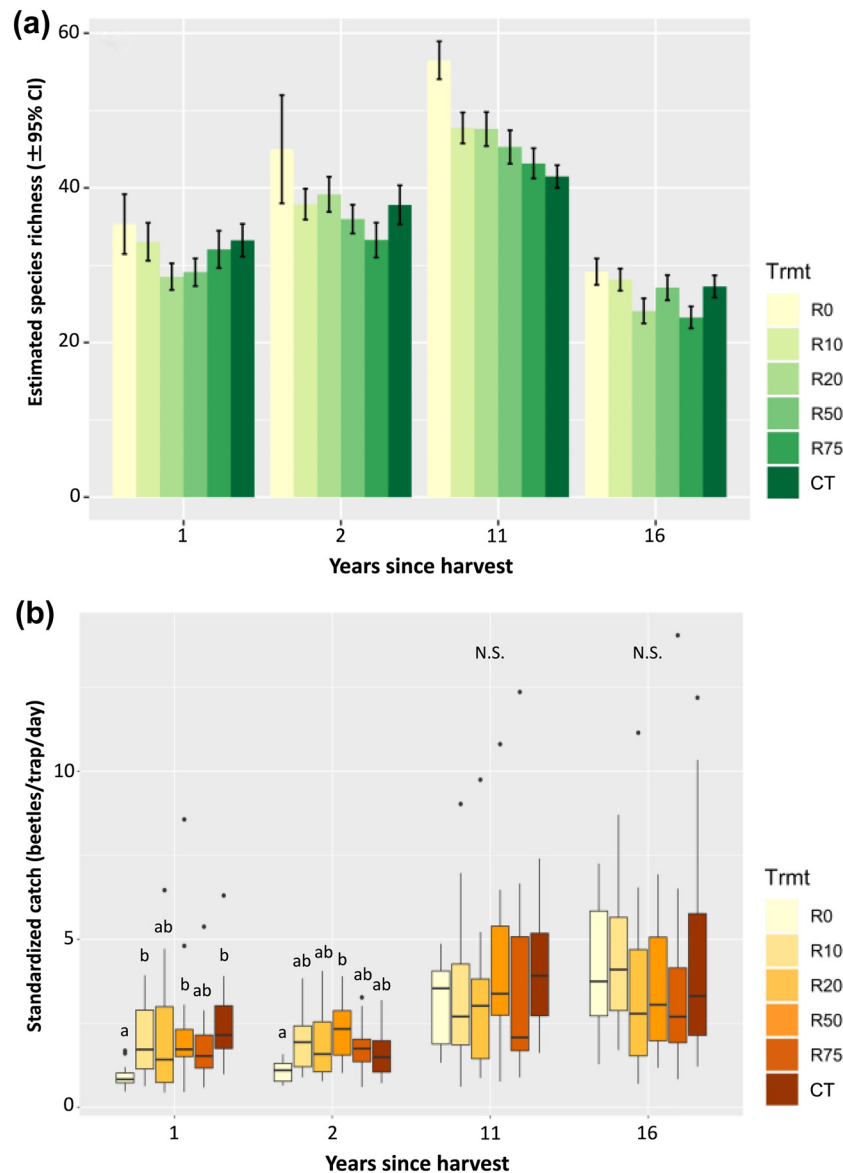 (a)
Estimated species richness (±95% CI)
60
40
20
0
1 2 11 16
Years since harvest
Trmt
R0
R10
R20
R50
R75
CT
(b)
Standardized catch (beetles/trap/day)
10
5
0
N.S. N.S.
a b ab b ab b
a ab ab b ab ab
1 2 11 16
Years since harvest
Trmt
R0
R10
R20
R50
R75
CT